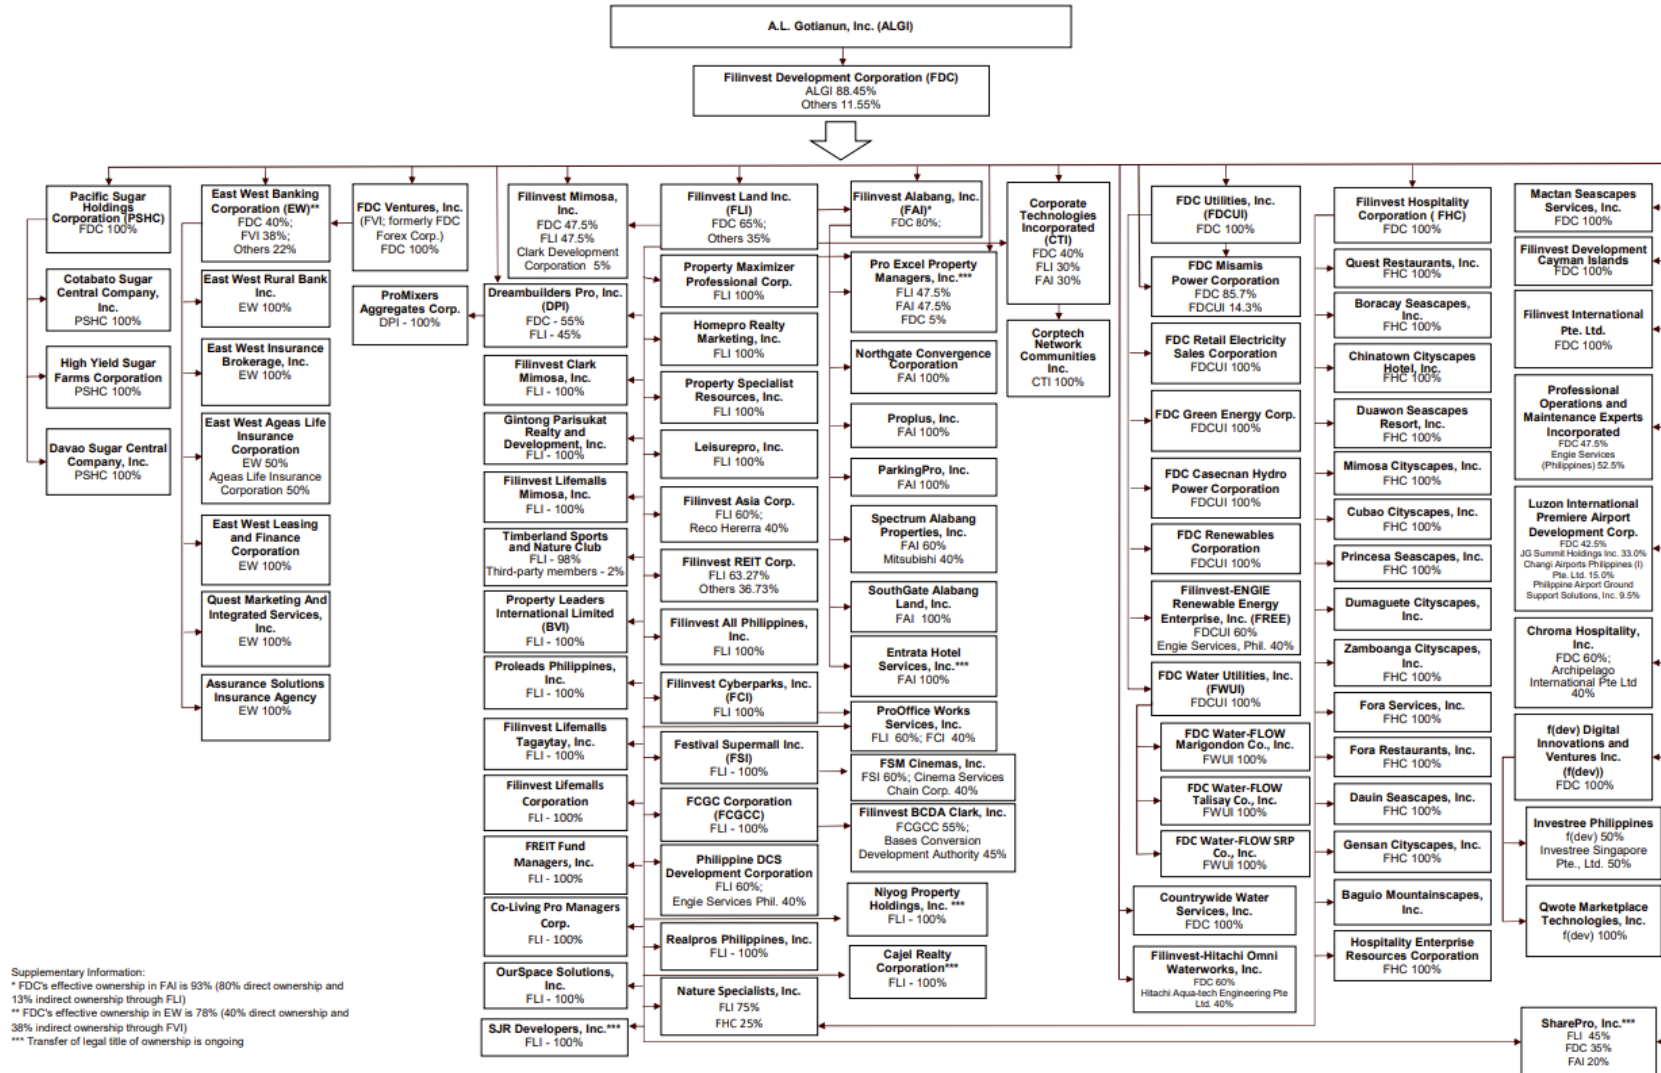 A.L. Gotianun, Inc. (ALGI)
Filinvest Development Corporation (FDC)
ALGI 88.45%
Others 11.55%
Pacific Sugar
Holdings
Corporation (PSHC)
FDC 100%
Cotabato Sugar
Central Company,
Inc.
PSHC 100%
High Yield Sugar
Farms Corporation
PSHC 100%
Davao Sugar Central
Company, Inc.
PSHC 100%
East West Banking
Corporation (EW)**
FDC 40%;
FVI 38%;
Others 22%
East West Rural Bank
Inc.
EW 100%
East West Insurance
Brokerage, Inc.
EW 100%
East West Ageas Life
Insurance
Corporation
EW 50%
Ageas Life Insurance
Corporation 50%
East West Leasing
and Finance
Corporation
EW 100%
Quest Marketing And
Integrated Services,
Inc.
EW 100%
Assurance Solutions
Insurance Agency
EW 100%
FDC Ventures, Inc.
(FVI; formerly FDC
Forex Corp.)
FDC 100%
ProMixers
Aggregates Corp.
DPI - 100%
Filinvest Mimosa,
Inc.
FDC 47.5%
FLI 47.5%
Clark Development
Corporation 5%
Dreambuilders Pro, Inc.
(DPI)
FDC - 55%
FLI - 45%
Filinvest Clark
Mimosa, Inc.
FLI - 100%
Gintong Parisukat
Realty and
Development, Inc.
FLI - 100%
Filinvest Lifemalls
Mimosa, Inc.
FLI - 100%
Timberland Sports
and Nature Club
FLI - 98%
Third-party members - 2%
Property Leaders
International Limited
(BVI)
FLI - 100%
Proleads Philippines,
Inc.
FLI - 100%
Filinvest Lifemalls
Tagaytay, Inc.
FLI - 100%
Filinvest Lifemalls
Corporation
FLI - 100%
FREIT Fund
Managers, Inc.
FLI - 100%
Co-Living Pro Managers
Corp.
FLI - 100%
OurSpace Solutions,
Inc.
FLI - 100%
SJR Developers, Inc.***
FLI - 100%
Filinvest Land Inc.
(FLI)
FDC 65%;
Others 35%
Property Maximizer
Professional Corp.
FLI 100%
Homepro Realty
Marketing, Inc.
FLI 100%
Property Specialist
Resources, Inc.
FLI 100%
Leisurepro, Inc.
FLI 100%
Filinvest Asia Corp.
FLI 60%;
Reco Hererra 40%
Filinvest REIT Corp.
FLI 63.27%
Others 36.73%
Filinvest All Philippines,
Inc.
FLI 100%
Filinvest Cyberparks, Inc.
(FCI)
FLI 100%
Festival Supermall Inc.
(FSI)
FLI - 100%
FCGC Corporation
(FCGCC)
FLI - 100%
Philippine DCS
Development Corporation
FLI 60%;
Engie Services Phil. 40%
Realpros Philippines, Inc.
FLI - 100%
Nature Specialists, Inc.
FLI 75%
FHC 25%
Filinvest Alabang, Inc.
(FAI)*
FDC 80%;
Pro Excel Property
Managers, Inc.***
FLI 47.5%
FAI 47.5%
FDC 5%
Northgate Convergence
Corporation
FAI 100%
Proplus, Inc.
FAI 100%
ParkingPro, Inc.
FAI 100%
Spectrum Alabang
Properties, Inc.
FAI 60%
Mitsubishi 40%
SouthGate Alabang
Land, Inc.
FAI 100%
Entrata Hotel
Services, Inc.***
FAI 100%
ProOffice Works
Services, Inc.
FLI 60%; FCI 40%
FSM Cinemas, Inc.
FSI 60%; Cinema Services
Chain Corp. 40%
Filinvest BCDA Clark, Inc.
FCGCC 55%;
Bases Conversion
Development Authority 45%
Niyog Property
Holdings, Inc. ***
FLI - 100%
Cajel Realty
Corporation***
FLI - 100%
Corporate
Technologies
Incorporated
(CTI)
FDC 40%
FLI 30%
FAI 30%
Corptech
Network
Communities
Inc.
CTI 100%
FDC Utilities, Inc.
(FDCUI)
FDC 100%
FDC Misamis
Power Corporation
FDC 85.7%
FDCUI 14.3%
FDC Retail Electricity
Sales Corporation
FDCUI 100%
FDC Green Energy Corp.
FDCUI 100%
FDC Casecnan Hydro
Power Corporation
FDCUI 100%
FDC Renewables
Corporation
FDCUI 100%
Filinvest-ENGIE
Renewable Energy
Enterprise, Inc. (FREE)
FDCUI 60%
Engie Services, Phil. 40%
FDC Water Utilities, Inc.
(FWUI)
FDCUI 100%
FDC Water-FLOW
Marigondon Co., Inc.
FWUI 100%
FDC Water-FLOW
Talisay Co., Inc.
FWUI 100%
FDC Water-FLOW SRP
Co., Inc.
FWUI 100%
Countrywide Water
Services, Inc.
FDC 100%
Filinvest-Hitachi Omni
Waterworks, Inc.
FDC 60%
Hitachi Aqua-tech Engineering Pte
Ltd. 40%
Filinvest Hospitality
Corporation ( FHC)
FDC 100%
Quest Restaurants, Inc.
FHC 100%
Boracay Seascapes,
Inc.
FHC 100%
Chinatown Cityscapes
Hotel, Inc.
FHC 100%
Duawon Seascapes
Resort, Inc.
FHC 100%
Mimosa Cityscapes, Inc.
FHC 100%
Cubao Cityscapes, Inc.
FHC 100%
Princesa Seascapes, Inc.
FHC 100%
Dumaguete Cityscapes,
Inc.
Zamboanga Cityscapes,
Inc.
FHC 100%
Fora Services, Inc.
FHC 100%
Fora Restaurants, Inc.
FHC 100%
Dauin Seascapes, Inc.
FHC 100%
Gensan Cityscapes, Inc.
FHC 100%
Baguio Mountainscapes,
Inc.
Hospitality Enterprise
Resources Corporation
FHC 100%
Mactan Seascapes
Services, Inc.
FDC 100%
Filinvest Development
Cayman Islands
FDC 100%
Filinvest International
Pte. Ltd.
FDC 100%
Professional
Operations and
Maintenance Experts
Incorporated
FDC 47.5%
Engie Services
(Philippines) 52.5%
Luzon International
Premiere Airport
Development Corp.
FDC 42.5%
JG Summit Holdings Inc. 33.0%
Changi Airports Philippines (I)
Pte. Ltd. 15.0%
Philippine Airport Ground
Support Solutions, Inc. 9.5%
Chroma Hospitality,
Inc.
FDC 60%;
Archipelago
International Pte Ltd
40%
f(dev) Digital
Innovations and
Ventures Inc.
(f(dev))
FDC 100%
Investree Philippines
f(dev) 50%
Investree Singapore
Pte., Ltd. 50%
Qwote Marketplace
Technologies, Inc.
f(dev) 100%
SharePro, Inc.***
FLI 45%
FDC 35%
FAI 20%
Supplementary Information:
* FDC's effective ownership in FAI is 93% (80% direct ownership and
13% indirect ownership through FLI)
** FDC's effective ownership in EW is 78% (40% direct ownership and
38% indirect ownership through FVI)
*** Transfer of legal title of ownership is ongoing